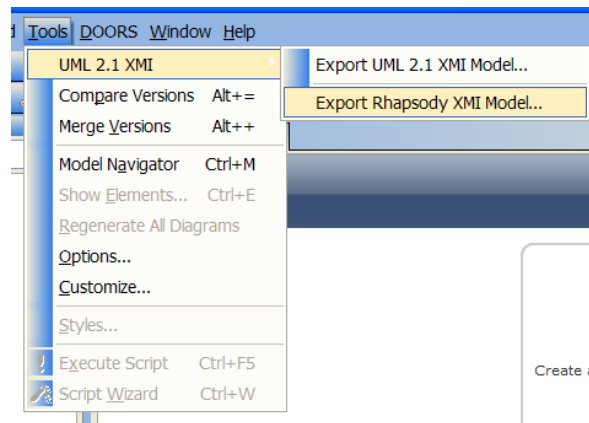 Tools DOORS Window Help
UML 2.1 XMI
Export UML 2.1 XMI Model...
Compare Versions Alt+=
Export Rhapsody XMI Model...
Merge Versions Alt++
Model Navigator Ctrl+M
Show Elements... Ctrl+E
Regenerate All Diagrams
Options...
Customize...
Styles...
Execute Script Ctrl+F5
Create
Script Wizard Ctrl+W